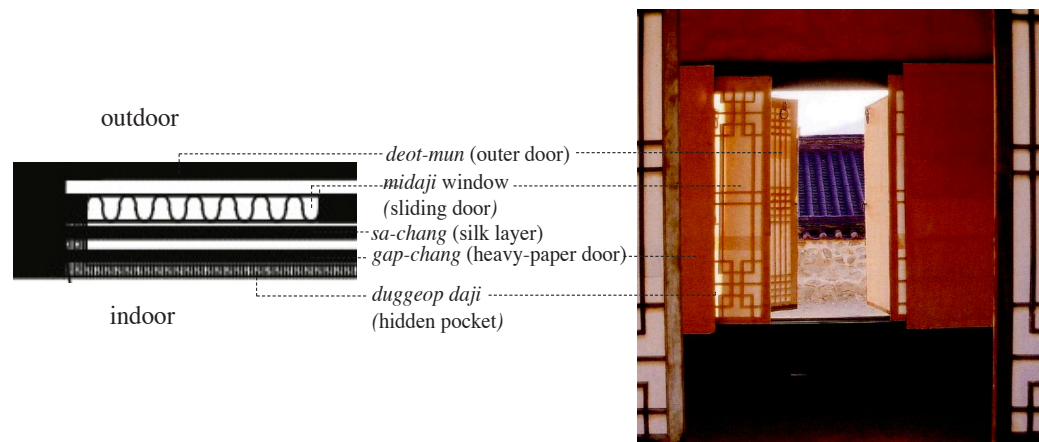 outdoor
deot-mun (outer door)
midaji window
(sliding door)
sa-chang (silk layer)
gap-chang (heavy-paper door)
indoor
duggeop daji
(hidden pocket)